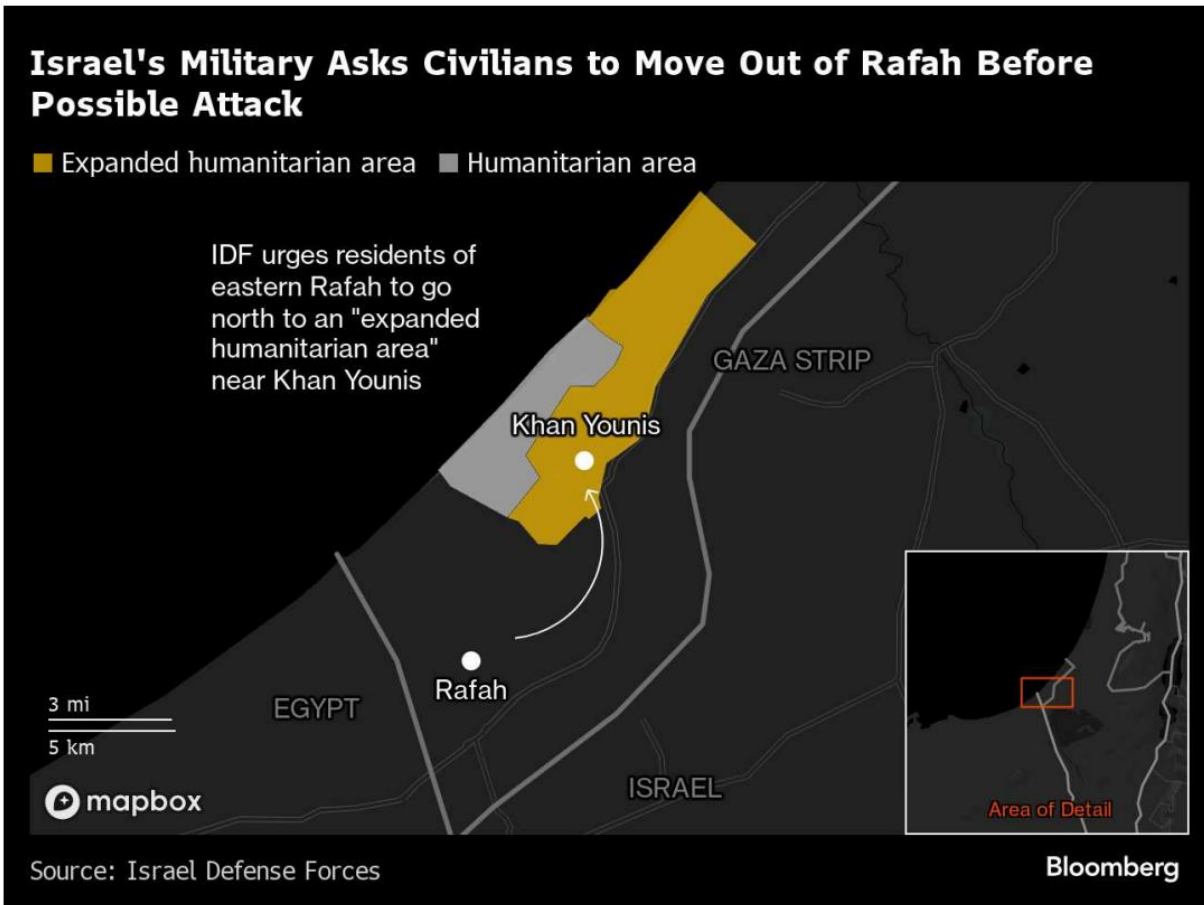 Israel's Military Asks Civilians to Move Out of Rafah Before
Possible Attack
Expanded humanitarian area Humanitarian area
IDF urges residents of
eastern Rafah to go
north to an "expanded
humanitarian area"
near Khan Younis
GAZA STRIP
Khan Younis
Rafah
EGYPT
ISRAEL
3 mi
5 km
mapbox
Area of Detail
Source: Israel Defense Forces
Bloomberg